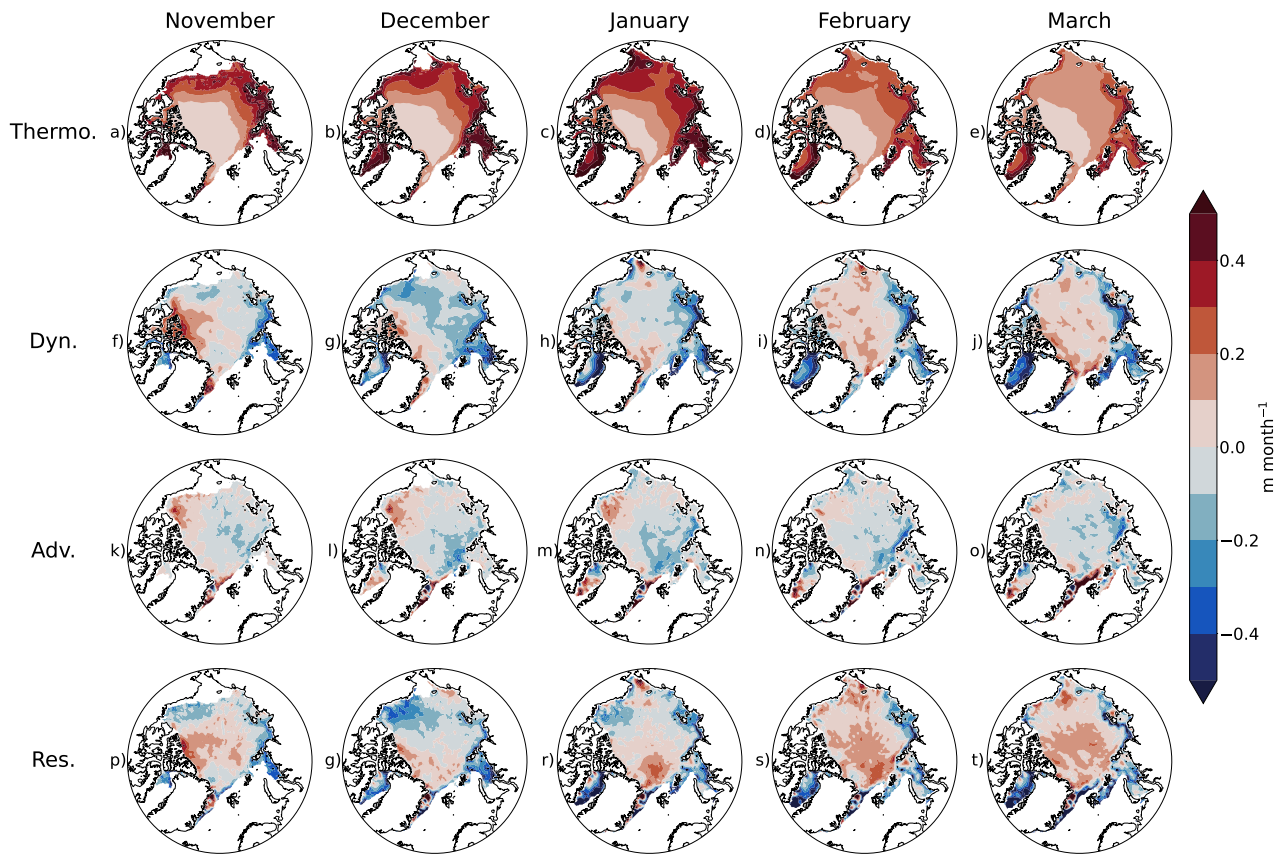 November December January February March
Thermo. a) b) c) d) e)
Dyn. f) g) h) i) j)
Adv. k) l) m) n) o)
Res. p) g) r) s) t)
0.4
0.2
0.0
−0.2
−0.4
m month⁻¹